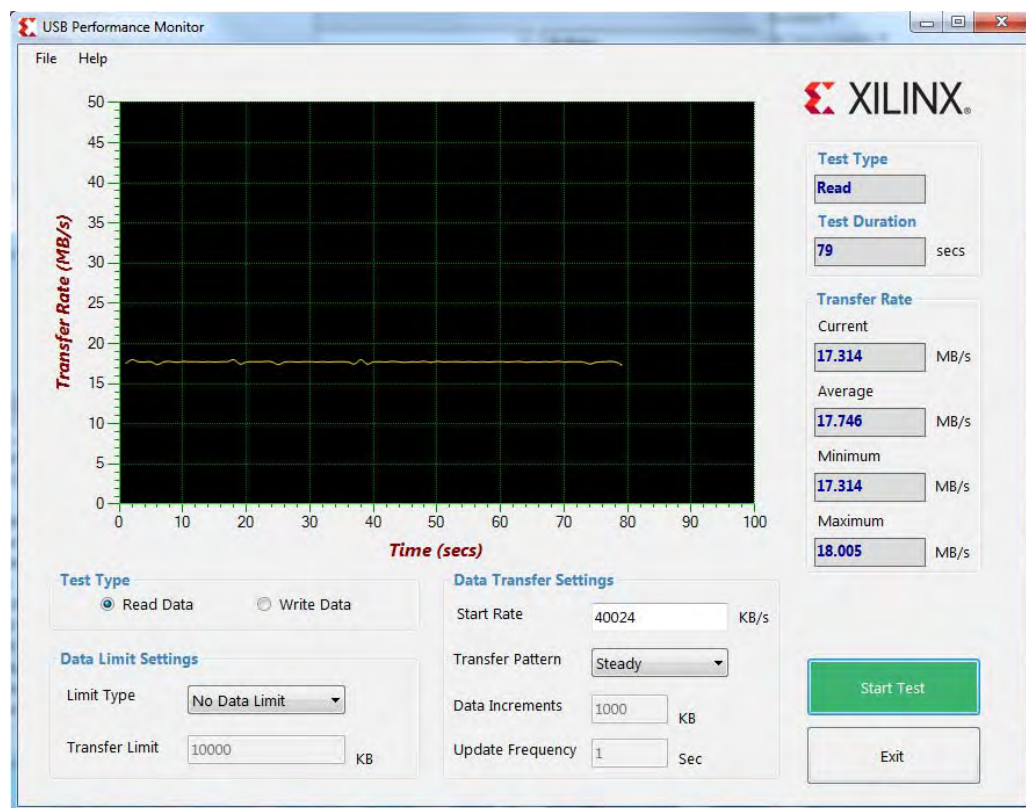 USB Performance Monitor
File Help
XILINX®
50
45
40
35
30
25
20
15
10
5
0
Transfer Rate (MB/s)
0 10 20 30 40 50 60 70 80 90 100
Time (secs)
Test Type
Read
Test Duration
79 secs
Transfer Rate
Current
17.314 MB/s
Average
17.746 MB/s
Minimum
17.314 MB/s
Maximum
18.005 MB/s
Test Type
Read Data Write Data
Data Limit Settings
Limit Type No Data Limit
Transfer Limit 10000 KB
Data Transfer Settings
Start Rate 40024 KB/s
Transfer Pattern Steady
Data Increments 1000 KB
Update Frequency 1 Sec
Start Test
Exit